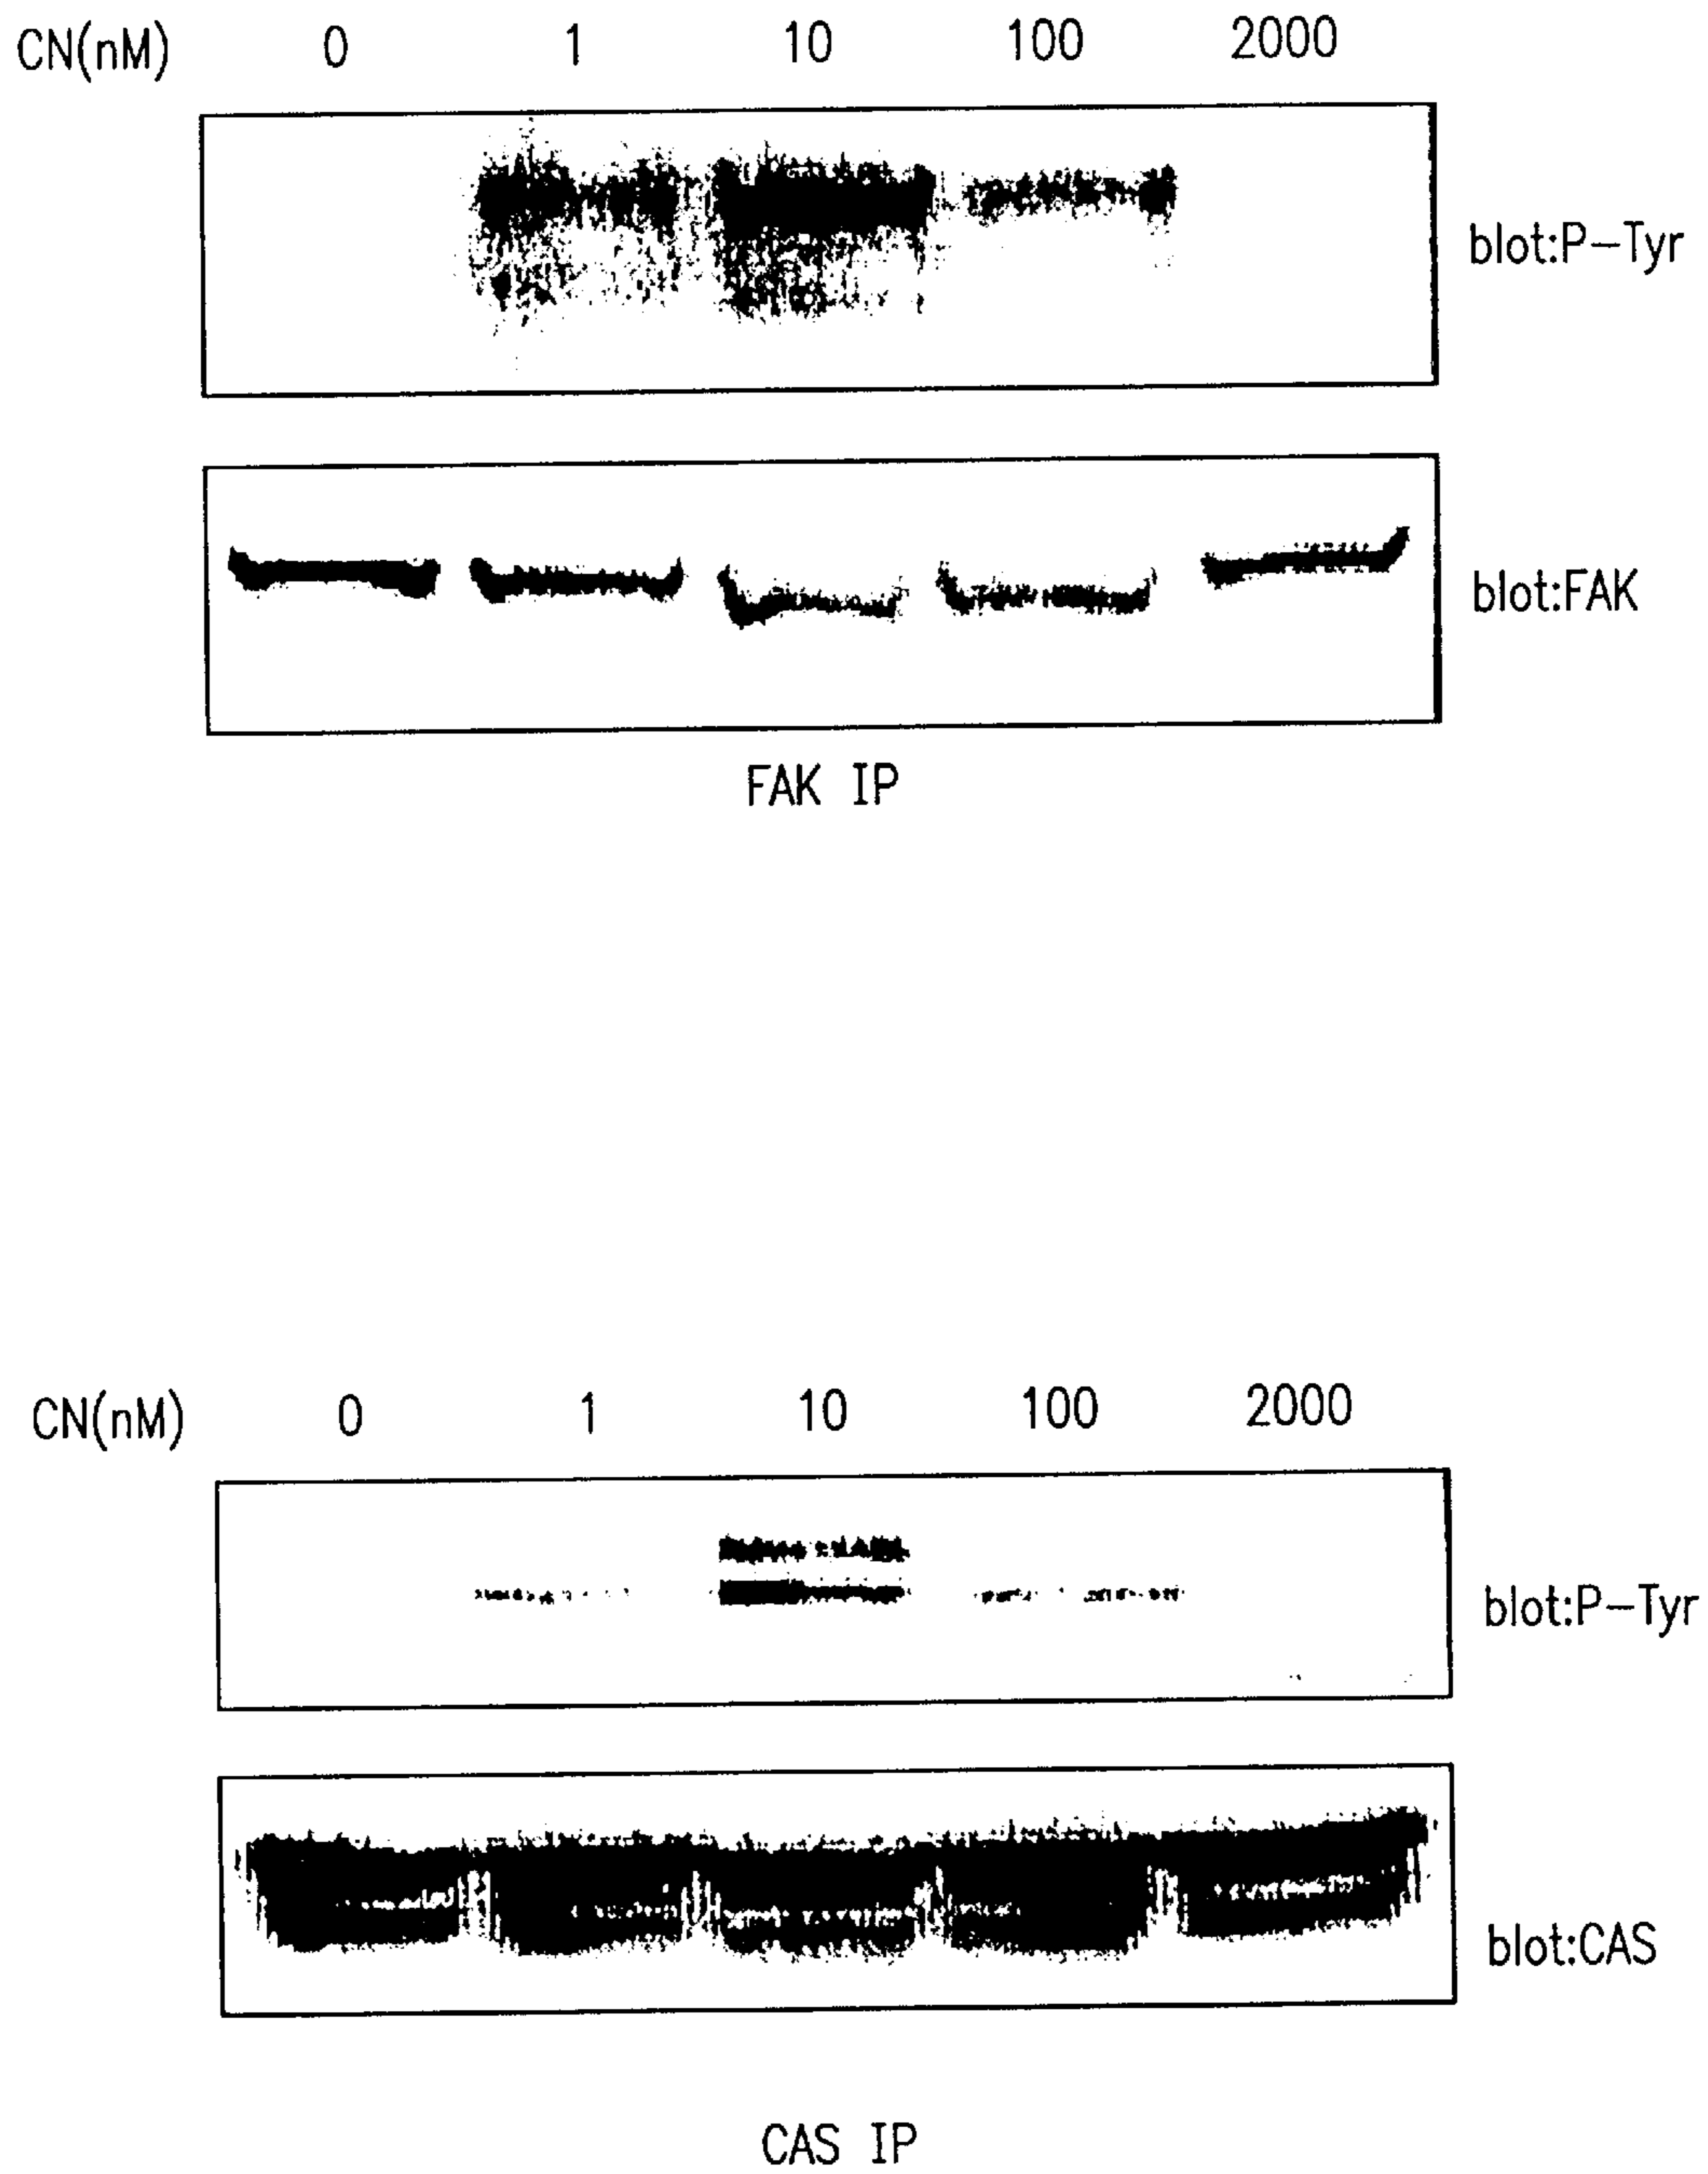 CN(nM) 0 1 10 100 2000
blot:P-Tyr
blot:FAK
FAK IP
CN(nM) 0 1 10 100 2000
blot:P-Tyr
blot:CAS
CAS IP